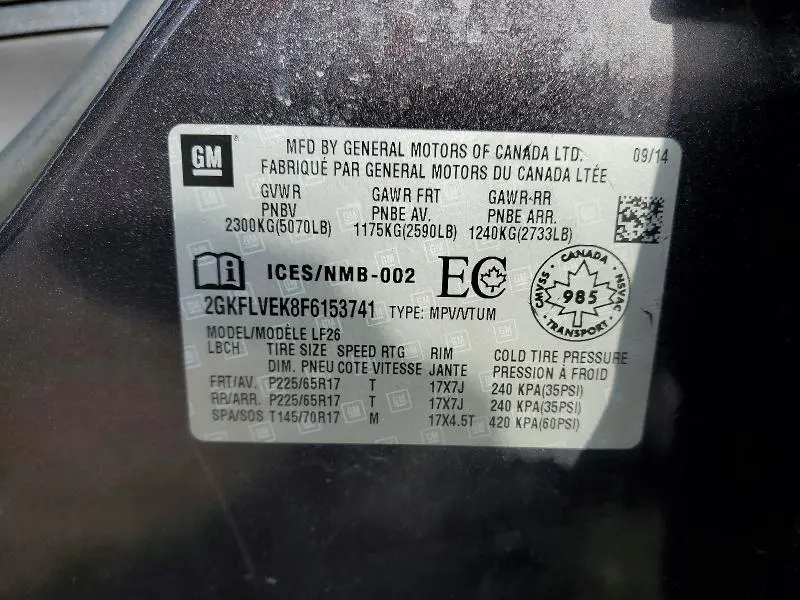 GM
MFD BY GENERAL MOTORS OF CANADA LTD. 09/14
FABRIQUÉ PAR GENERAL MOTORS DU CANADA LTÉE
GVWR GAWR FRT GAWR-RR
PNBV PNBE AV. PNBE ARR.
2300KG(5070LB) 1175KG(2590LB) 1240KG(2733LB)
ICES/NMB-002 EC
CANADA
CMVSS 985 NSVAC
TRANSPORT
2GKFLVEK8F6153741 TYPE: MPV/VTUM
MODEL/MODÈLE LF26
LBCH TIRE SIZE SPEED RTG RIM COLD TIRE PRESSURE
DIM. PNEU COTE VITESSE JANTE PRESSION À FROID
FRT/AV. P225/65R17 T 17X7J 240 KPA(35PSI)
RR/ARR. P225/65R17 T 17X7J 240 KPA(35PSI)
SPA/SOS T145/70R17 M 17X4.5T 420 KPA(60PSI)